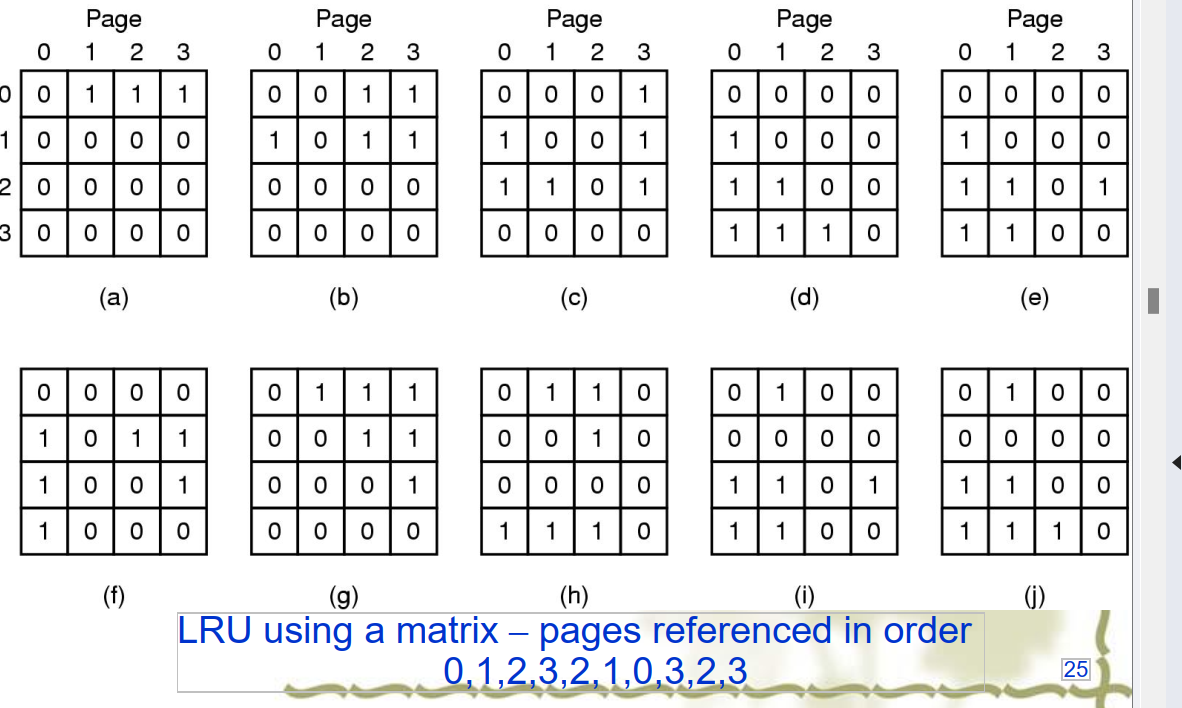 Page Page Page Page Page
0 1 2 3 0 1 2 3 0 1 2 3 0 1 2 3 0 1 2 3
0 0 1 1 1 0 0 1 1 0 0 0 1 0 0 0 0 0 0 0 0
1 0 0 0 0 1 0 1 1 1 0 0 1 1 0 0 0 1 0 0 0
2 0 0 0 0 0 0 0 0 1 1 0 1 1 1 0 0 1 1 0 1
3 0 0 0 0 0 0 0 0 0 0 0 0 1 1 1 0 1 1 0 0
(a) (b) (c) (d) (e)
0 0 0 0 0 1 1 1 0 1 1 0 0 1 0 0 0 1 0 0
1 0 1 1 0 0 1 1 0 0 1 0 0 0 0 0 0 0 0 0
1 0 0 1 0 0 0 1 0 0 0 0 1 1 0 1 1 1 0 0
1 0 0 0 0 0 0 0 1 1 1 0 1 1 0 0 1 1 1 0
(f) (g) (h) (i) (j)
LRU using a matrix – pages referenced in order
0,1,2,3,2,1,0,3,2,3
25